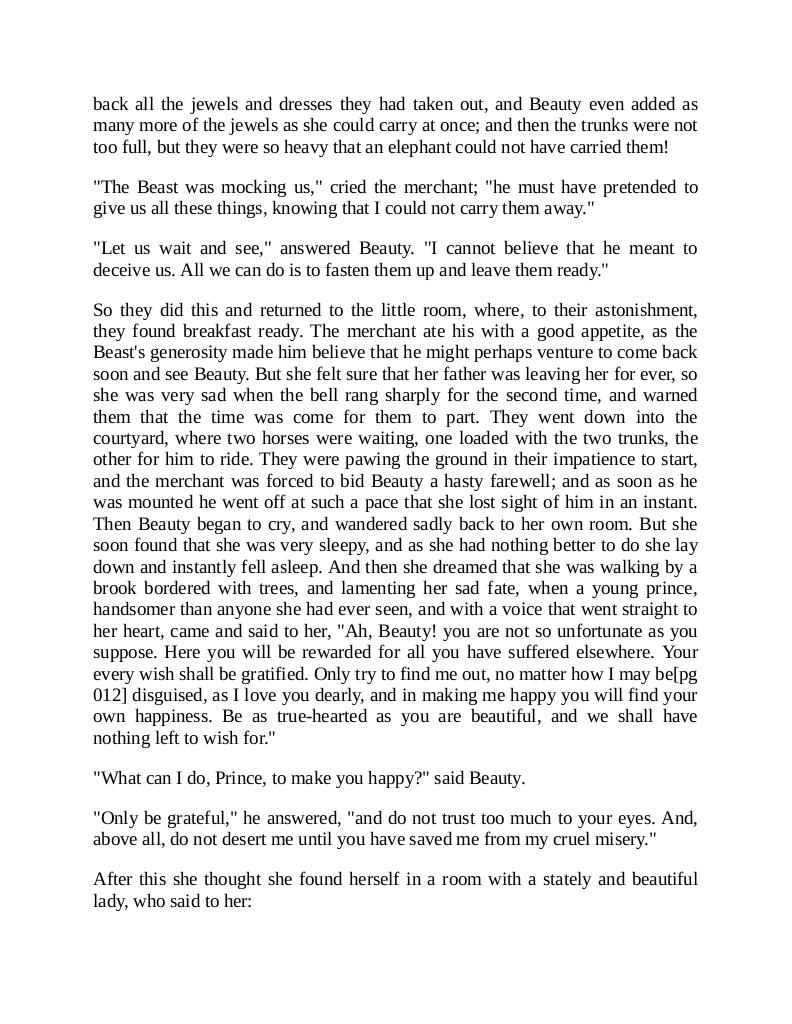 back all the jewels and dresses they had taken out, and Beauty even added as
many more of the jewels as she could carry at once; and then the trunks were not
too full, but they were so heavy that an elephant could not have carried them!
"The Beast was mocking us," cried the merchant; "he must have pretended to
give us all these things, knowing that I could not carry them away."
"Let us wait and see," answered Beauty. "I cannot believe that he meant to
deceive us. All we can do is to fasten them up and leave them ready."
So they did this and returned to the little room, where, to their astonishment,
they found breakfast ready. The merchant ate his with a good appetite, as the
Beast's generosity made him believe that he might perhaps venture to come back
soon and see Beauty. But she felt sure that her father was leaving her for ever, so
she was very sad when the bell rang sharply for the second time, and warned
them that the time was come for them to part. They went down into the
courtyard, where two horses were waiting, one loaded with the two trunks, the
other for him to ride. They were pawing the ground in their impatience to start,
and the merchant was forced to bid Beauty a hasty farewell; and as soon as he
was mounted he went off at such a pace that she lost sight of him in an instant.
Then Beauty began to cry, and wandered sadly back to her own room. But she
soon found that she was very sleepy, and as she had nothing better to do she lay
down and instantly fell asleep. And then she dreamed that she was walking by a
brook bordered with trees, and lamenting her sad fate, when a young prince,
handsomer than anyone she had ever seen, and with a voice that went straight to
her heart, came and said to her, "Ah, Beauty! you are not so unfortunate as you
suppose. Here you will be rewarded for all you have suffered elsewhere. Your
every wish shall be gratified. Only try to find me out, no matter how I may be[pg
012] disguised, as I love you dearly, and in making me happy you will find your
own happiness. Be as true-hearted as you are beautiful, and we shall have
nothing left to wish for."
"What can I do, Prince, to make you happy?" said Beauty.
"Only be grateful," he answered, "and do not trust too much to your eyes. And,
above all, do not desert me until you have saved me from my cruel misery."
After this she thought she found herself in a room with a stately and beautiful
lady, who said to her: